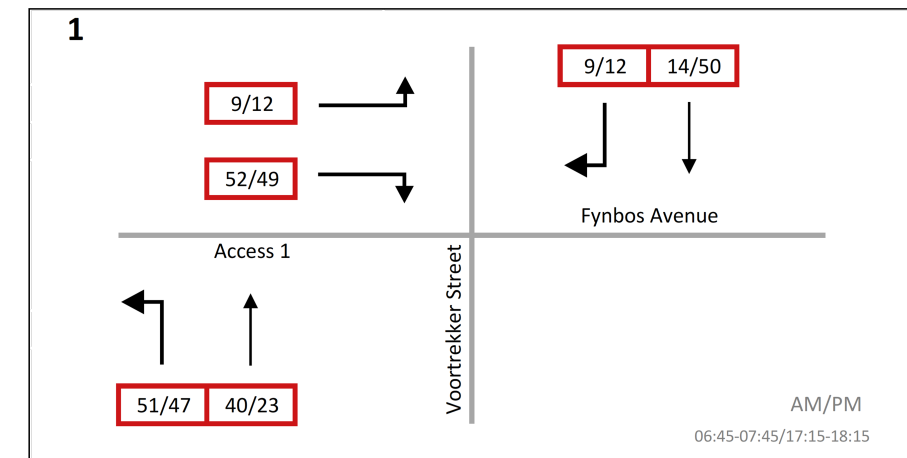 1
9/12 14/50
9/12
52/49
Fynbos Avenue
Access 1
Voortrekker Street
51/47 40/23
AM/PM
06:45-07:45/17:15-18:15